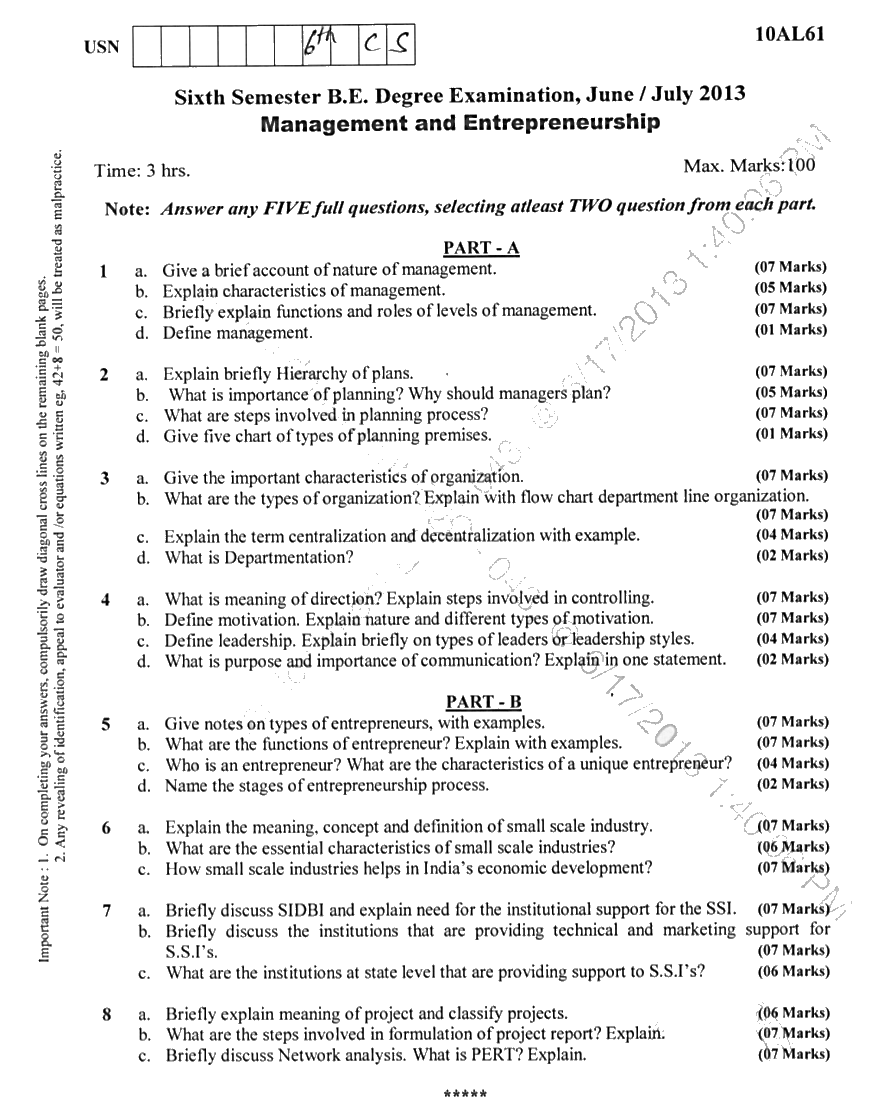 10AL61
USN 6th C S
Sixth Semester B.E. Degree Examination, June / July 2013
Management and Entrepreneurship
Time: 3 hrs. Max. Marks:100
Note: Answer any FIVE full questions, selecting atleast TWO question from each part.
PART - A
1 a. Give a brief account of nature of management. (07 Marks)
b. Explain characteristics of management. (05 Marks)
c. Briefly explain functions and roles of levels of management. (07 Marks)
d. Define management. (01 Marks)
2 a. Explain briefly Hierarchy of plans. (07 Marks)
b. What is importance of planning? Why should managers plan? (05 Marks)
c. What are steps involved in planning process? (07 Marks)
d. Give five chart of types of planning premises. (01 Marks)
3 a. Give the important characteristics of organization. (07 Marks)
b. What are the types of organization? Explain with flow chart department line organization.
(07 Marks)
c. Explain the term centralization and decentralization with example. (04 Marks)
d. What is Departmentation? (02 Marks)
4 a. What is meaning of direction? Explain steps involved in controlling. (07 Marks)
b. Define motivation. Explain nature and different types of motivation. (07 Marks)
c. Define leadership. Explain briefly on types of leaders or leadership styles. (04 Marks)
d. What is purpose and importance of communication? Explain in one statement. (02 Marks)
PART - B
5 a. Give notes on types of entrepreneurs, with examples. (07 Marks)
b. What are the functions of entrepreneur? Explain with examples. (07 Marks)
c. Who is an entrepreneur? What are the characteristics of a unique entrepreneur? (04 Marks)
d. Name the stages of entrepreneurship process. (02 Marks)
6 a. Explain the meaning, concept and definition of small scale industry. (07 Marks)
b. What are the essential characteristics of small scale industries? (06 Marks)
c. How small scale industries helps in India's economic development? (07 Marks)
7 a. Briefly discuss SIDBI and explain need for the institutional support for the SSI. (07 Marks)
b. Briefly discuss the institutions that are providing technical and marketing support for
S.S.I's. (07 Marks)
c. What are the institutions at state level that are providing support to S.S.I's? (06 Marks)
8 a. Briefly explain meaning of project and classify projects. (06 Marks)
b. What are the steps involved in formulation of project report? Explain. (07 Marks)
c. Briefly discuss Network analysis. What is PERT? Explain. (07 Marks)
*****
Important Note : 1. On completing your answers, compulsorily draw diagonal cross lines on the remaining blank pages.
2. Any revealing of identification, appeal to evaluator and /or equations written eg, 42+8 = 50, will be treated as malpractice.